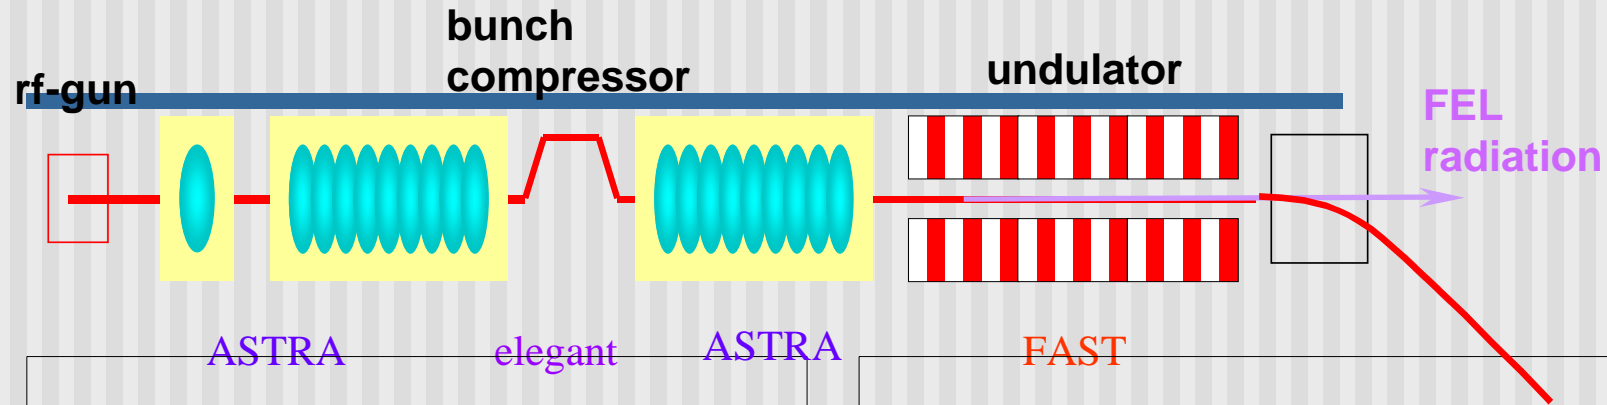 bunch
compressor
rf-gun
undulator
FEL
radiation
ASTRA
elegant
ASTRA
FAST